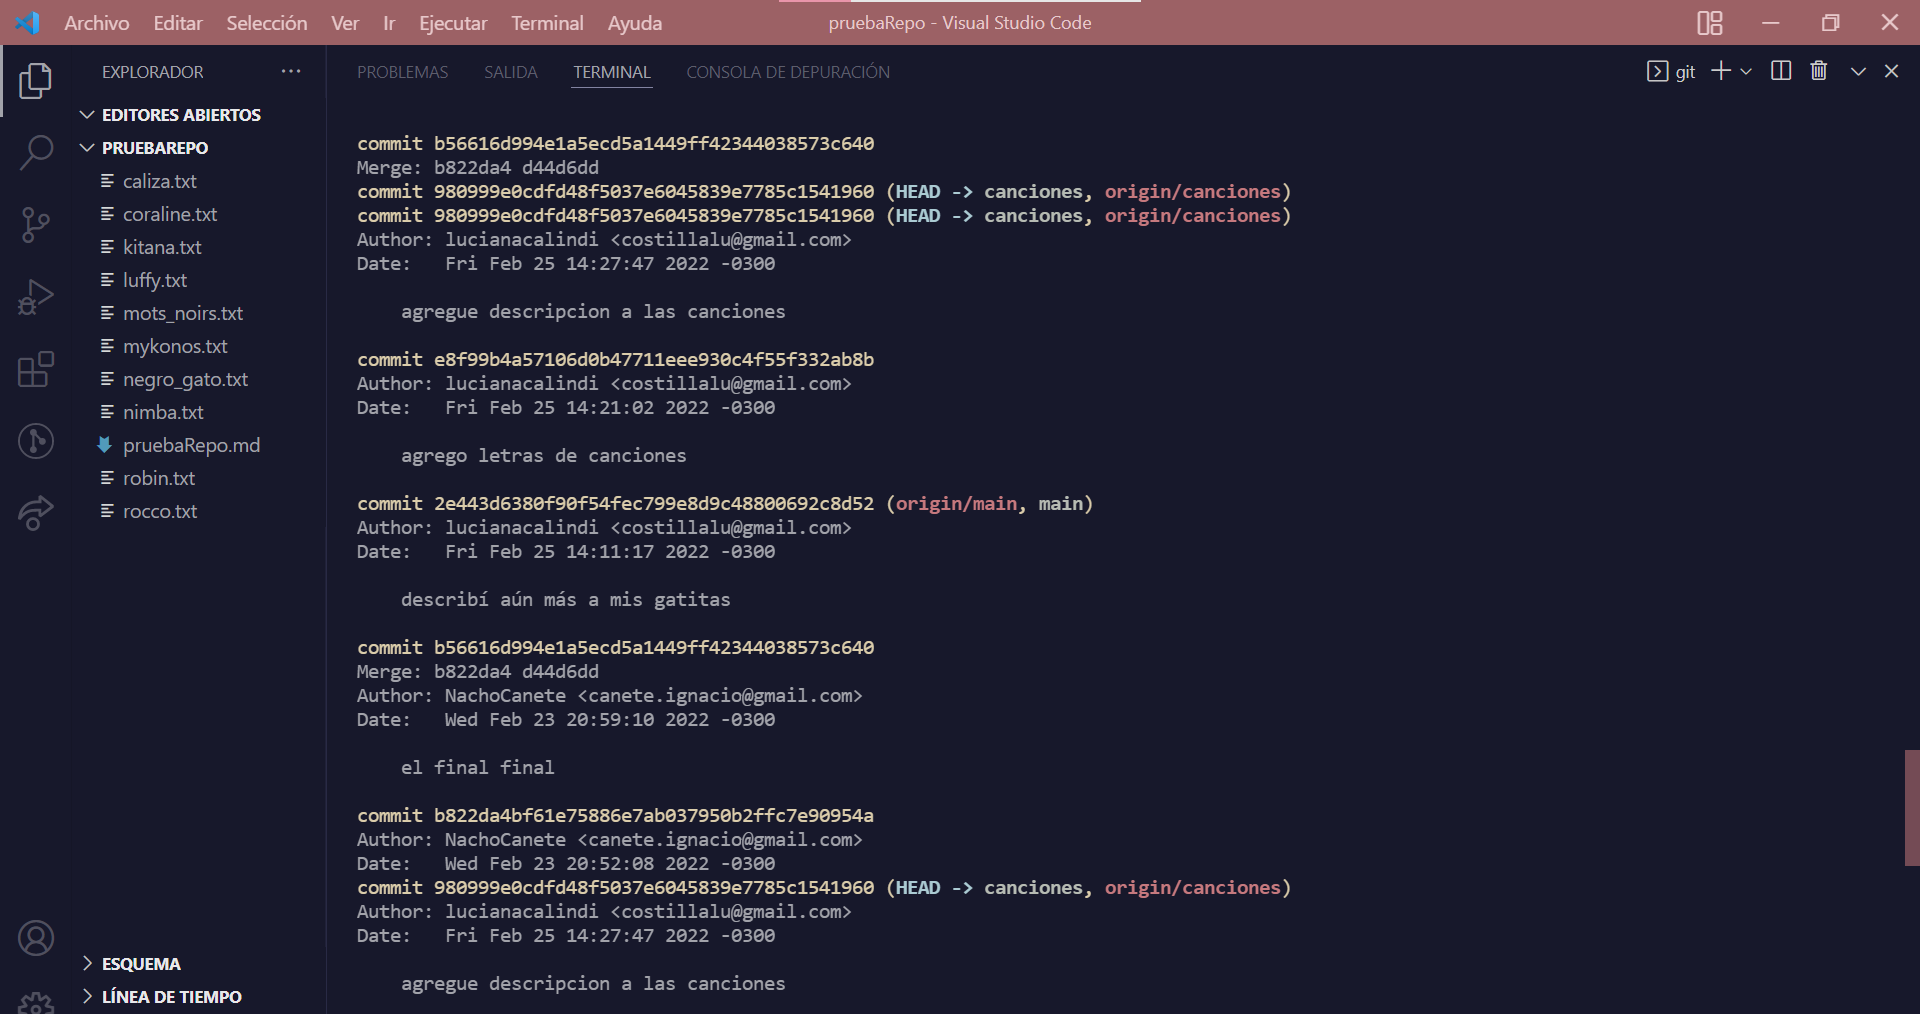 Archivo Editar Selección Ver Ir Ejecutar Terminal Ayuda pruebaRepo - Visual Studio Code
EXPLORADOR ···
EDITORES ABIERTOS
PRUEBAREPO
caliza.txt
coraline.txt
kitana.txt
luffy.txt
mots_noirs.txt
mykonos.txt
negro_gato.txt
nimba.txt
pruebaRepo.md
robin.txt
rocco.txt
ESQUEMA
LÍNEA DE TIEMPO
PROBLEMAS SALIDA TERMINAL CONSOLA DE DEPURACIÓN git
commit b56616d994e1a5ecd5a1449ff42344038573c640
Merge: b822da4 d44d6dd
commit 980999e0cdfd48f5037e6045839e7785c1541960 (HEAD -> canciones, origin/canciones)
commit 980999e0cdfd48f5037e6045839e7785c1541960 (HEAD -> canciones, origin/canciones)
Author: lucianacalindi <costillalu@gmail.com>
Date:   Fri Feb 25 14:27:47 2022 -0300
agregue descripcion a las canciones
commit e8f99b4a57106d0b47711eee930c4f55f332ab8b
Author: lucianacalindi <costillalu@gmail.com>
Date:   Fri Feb 25 14:21:02 2022 -0300
agrego letras de canciones
commit 2e443d6380f90f54fec799e8d9c48800692c8d52 (origin/main, main)
Author: lucianacalindi <costillalu@gmail.com>
Date:   Fri Feb 25 14:11:17 2022 -0300
describí aún más a mis gatitas
commit b56616d994e1a5ecd5a1449ff42344038573c640
Merge: b822da4 d44d6dd
Author: NachoCanete <canete.ignacio@gmail.com>
Date:   Wed Feb 23 20:59:10 2022 -0300
el final final
commit b822da4bf61e75886e7ab037950b2ffc7e90954a
Author: NachoCanete <canete.ignacio@gmail.com>
Date:   Wed Feb 23 20:52:08 2022 -0300
commit 980999e0cdfd48f5037e6045839e7785c1541960 (HEAD -> canciones, origin/canciones)
Author: lucianacalindi <costillalu@gmail.com>
Date:   Fri Feb 25 14:27:47 2022 -0300
agregue descripcion a las canciones